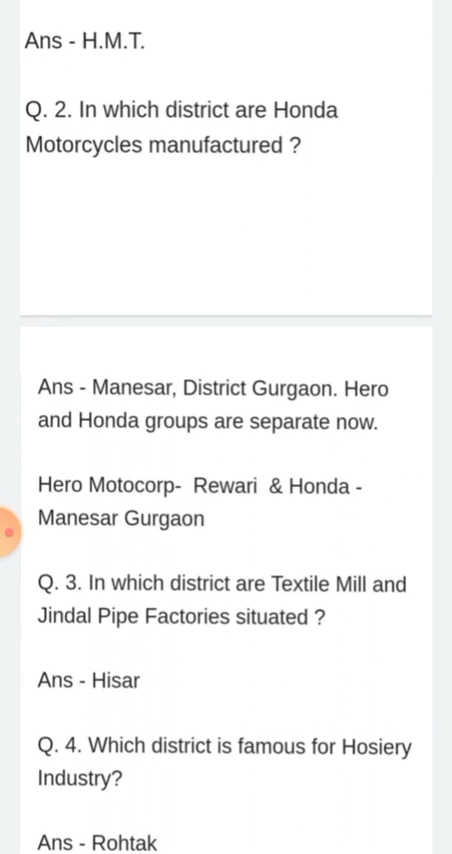 Ans - H.M.T.
Q. 2. In which district are Honda
Motorcycles manufactured ?
Ans - Manesar, District Gurgaon. Hero
and Honda groups are separate now.
Hero Motocorp-  Rewari  & Honda -
Manesar Gurgaon
Q. 3. In which district are Textile Mill and
Jindal Pipe Factories situated ?
Ans - Hisar
Q. 4. Which district is famous for Hosiery
Industry?
Ans - Rohtak